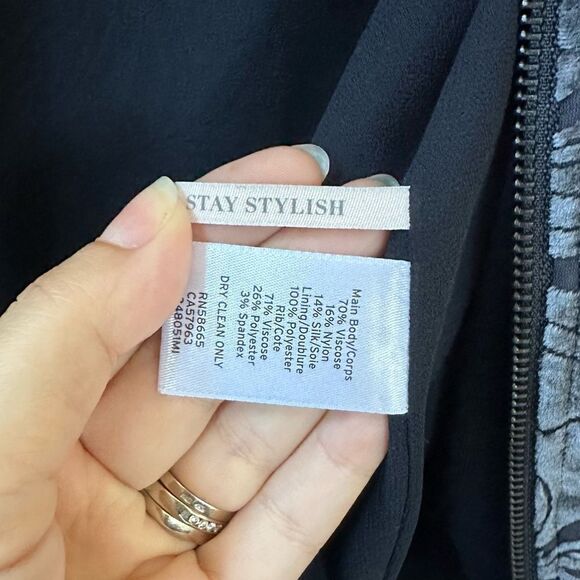 STAY STYLISH
Main Body/Corps
70% Viscose
16% Nylon
14% Silk/Soie
Lining/Doublure
100% Polyester
Rib/Cote
71% Viscose
26% Polyester
3% Spandex
DRY CLEAN ONLY
RN58665
CA57963